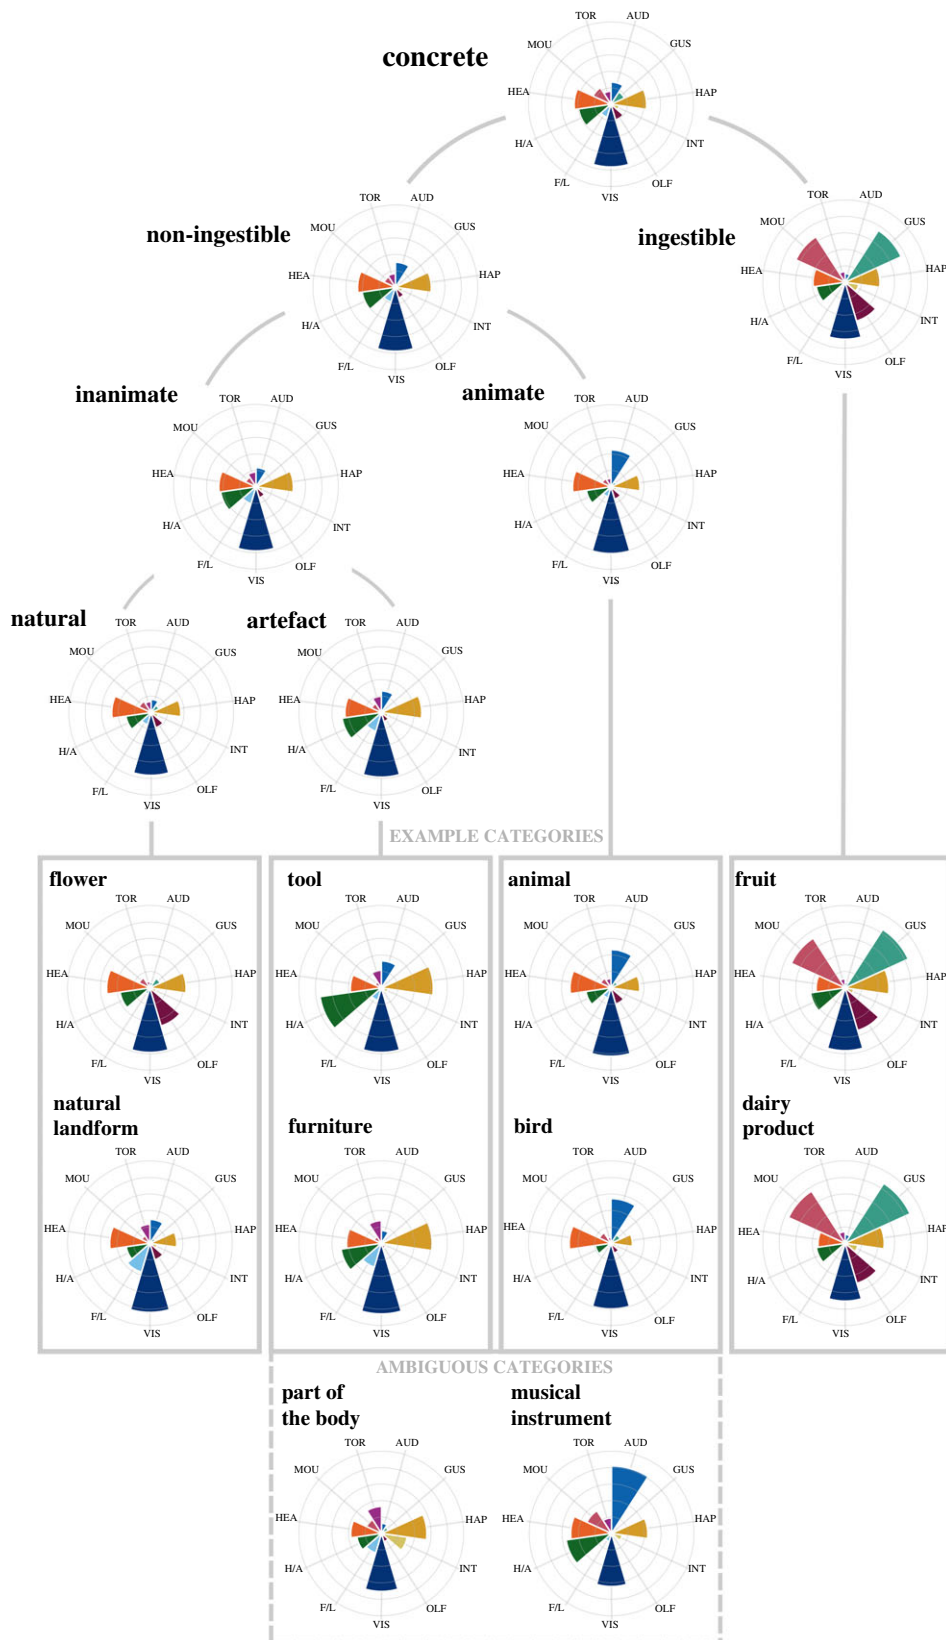 concrete
TOR AUD
MOU GUS
HEA HAP
H/A INT
F/L OLF
VIS
non-ingestible
TOR AUD
MOU GUS
HEA HAP
H/A INT
F/L OLF
VIS
ingestible
TOR AUD
MOU GUS
HEA HAP
H/A INT
F/L OLF
VIS
inanimate
TOR AUD
MOU GUS
HEA HAP
H/A INT
F/L OLF
VIS
animate
TOR AUD
MOU GUS
HEA HAP
H/A INT
F/L OLF
VIS
natural
TOR AUD
MOU GUS
HEA HAP
H/A INT
F/L OLF
VIS
artefact
TOR AUD
MOU GUS
HEA HAP
H/A INT
F/L OLF
VIS
EXAMPLE CATEGORIES
flower
TOR AUD
MOU GUS
HEA HAP
H/A INT
F/L OLF
VIS
tool
TOR AUD
MOU GUS
HEA HAP
H/A INT
F/L OLF
VIS
animal
TOR AUD
MOU GUS
HEA HAP
H/A INT
F/L OLF
VIS
fruit
TOR AUD
MOU GUS
HEA HAP
H/A INT
F/L OLF
VIS
natural
landform
TOR AUD
MOU GUS
HEA HAP
H/A INT
F/L OLF
VIS
furniture
TOR AUD
MOU GUS
HEA HAP
H/A INT
F/L OLF
VIS
bird
TOR AUD
MOU GUS
HEA HAP
H/A INT
F/L OLF
VIS
dairy
product
TOR AUD
MOU GUS
HEA HAP
H/A INT
F/L OLF
VIS
AMBIGUOUS CATEGORIES
part of
the body
TOR AUD
MOU GUS
HEA HAP
H/A INT
F/L OLF
VIS
musical
instrument
TOR AUD
MOU GUS
HEA HAP
H/A INT
F/L OLF
VIS